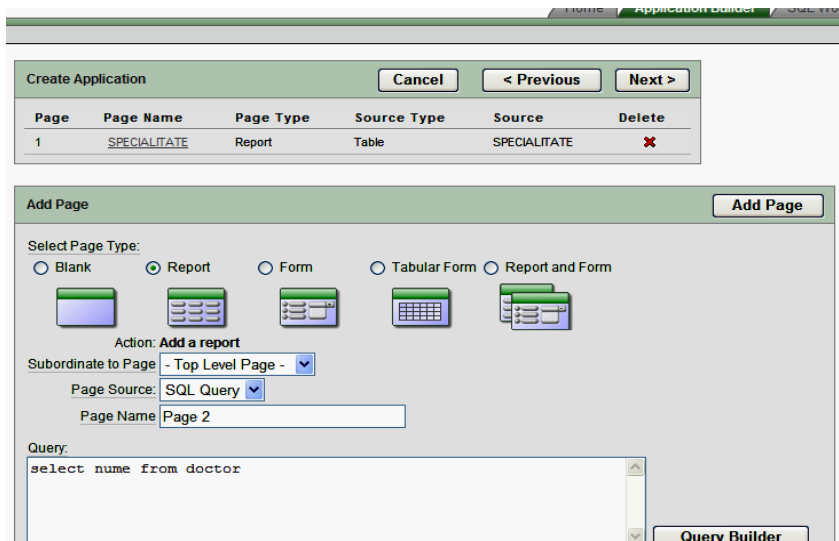 Home Application Builder SQL Wo
Create Application Cancel < Previous Next >
Page Page Name Page Type Source Type Source Delete
1 SPECIALITATE Report Table SPECIALITATE
Add Page Add Page
Select Page Type:
Blank Report Form Tabular Form Report and Form
Action: Add a report
Subordinate to Page - Top Level Page -
Page Source: SQL Query
Page Name Page 2
Query:
select nume from doctor
Query Builder